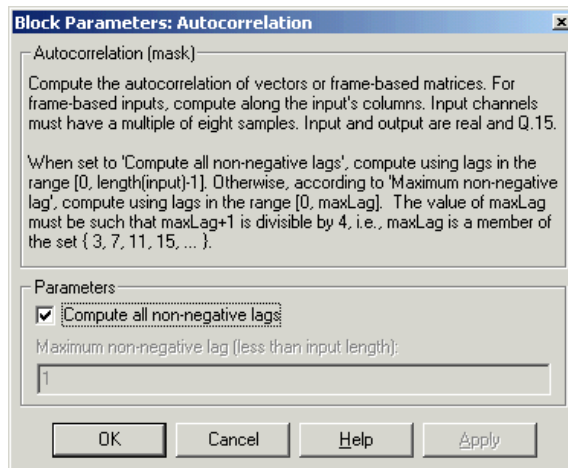 Block Parameters: Autocorrelation
Autocorrelation (mask)
Compute the autocorrelation of vectors or frame-based matrices. For
frame-based inputs, compute along the input's columns. Input channels
must have a multiple of eight samples. Input and output are real and Q.15.
When set to 'Compute all non-negative lags', compute using lags in the
range [0, length(input)-1]. Otherwise, according to 'Maximum non-negative
lag', compute using lags in the range [0, maxLag]. The value of maxLag
must be such that maxLag+1 is divisible by 4, i.e., maxLag is a member of
the set { 3, 7, 11, 15, ... }.
Parameters
Compute all non-negative lags
Maximum non-negative lag (less than input length):
1
OK Cancel Help Apply